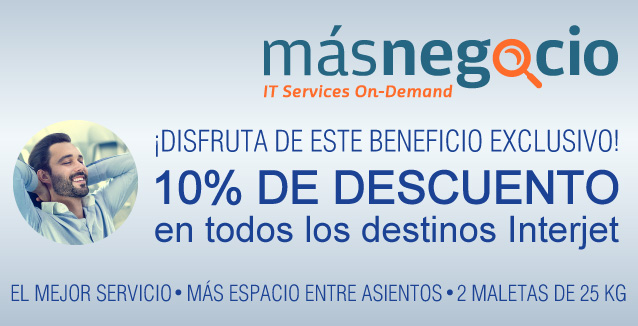 másnegocio
IT Services On-Demand
¡DISFRUTA DE ESTE BENEFICIO EXCLUSIVO!
10% DE DESCUENTO
en todos los destinos Interjet
EL MEJOR SERVICIO • MÁS ESPACIO ENTRE ASIENTOS • 2 MALETAS DE 25 KG